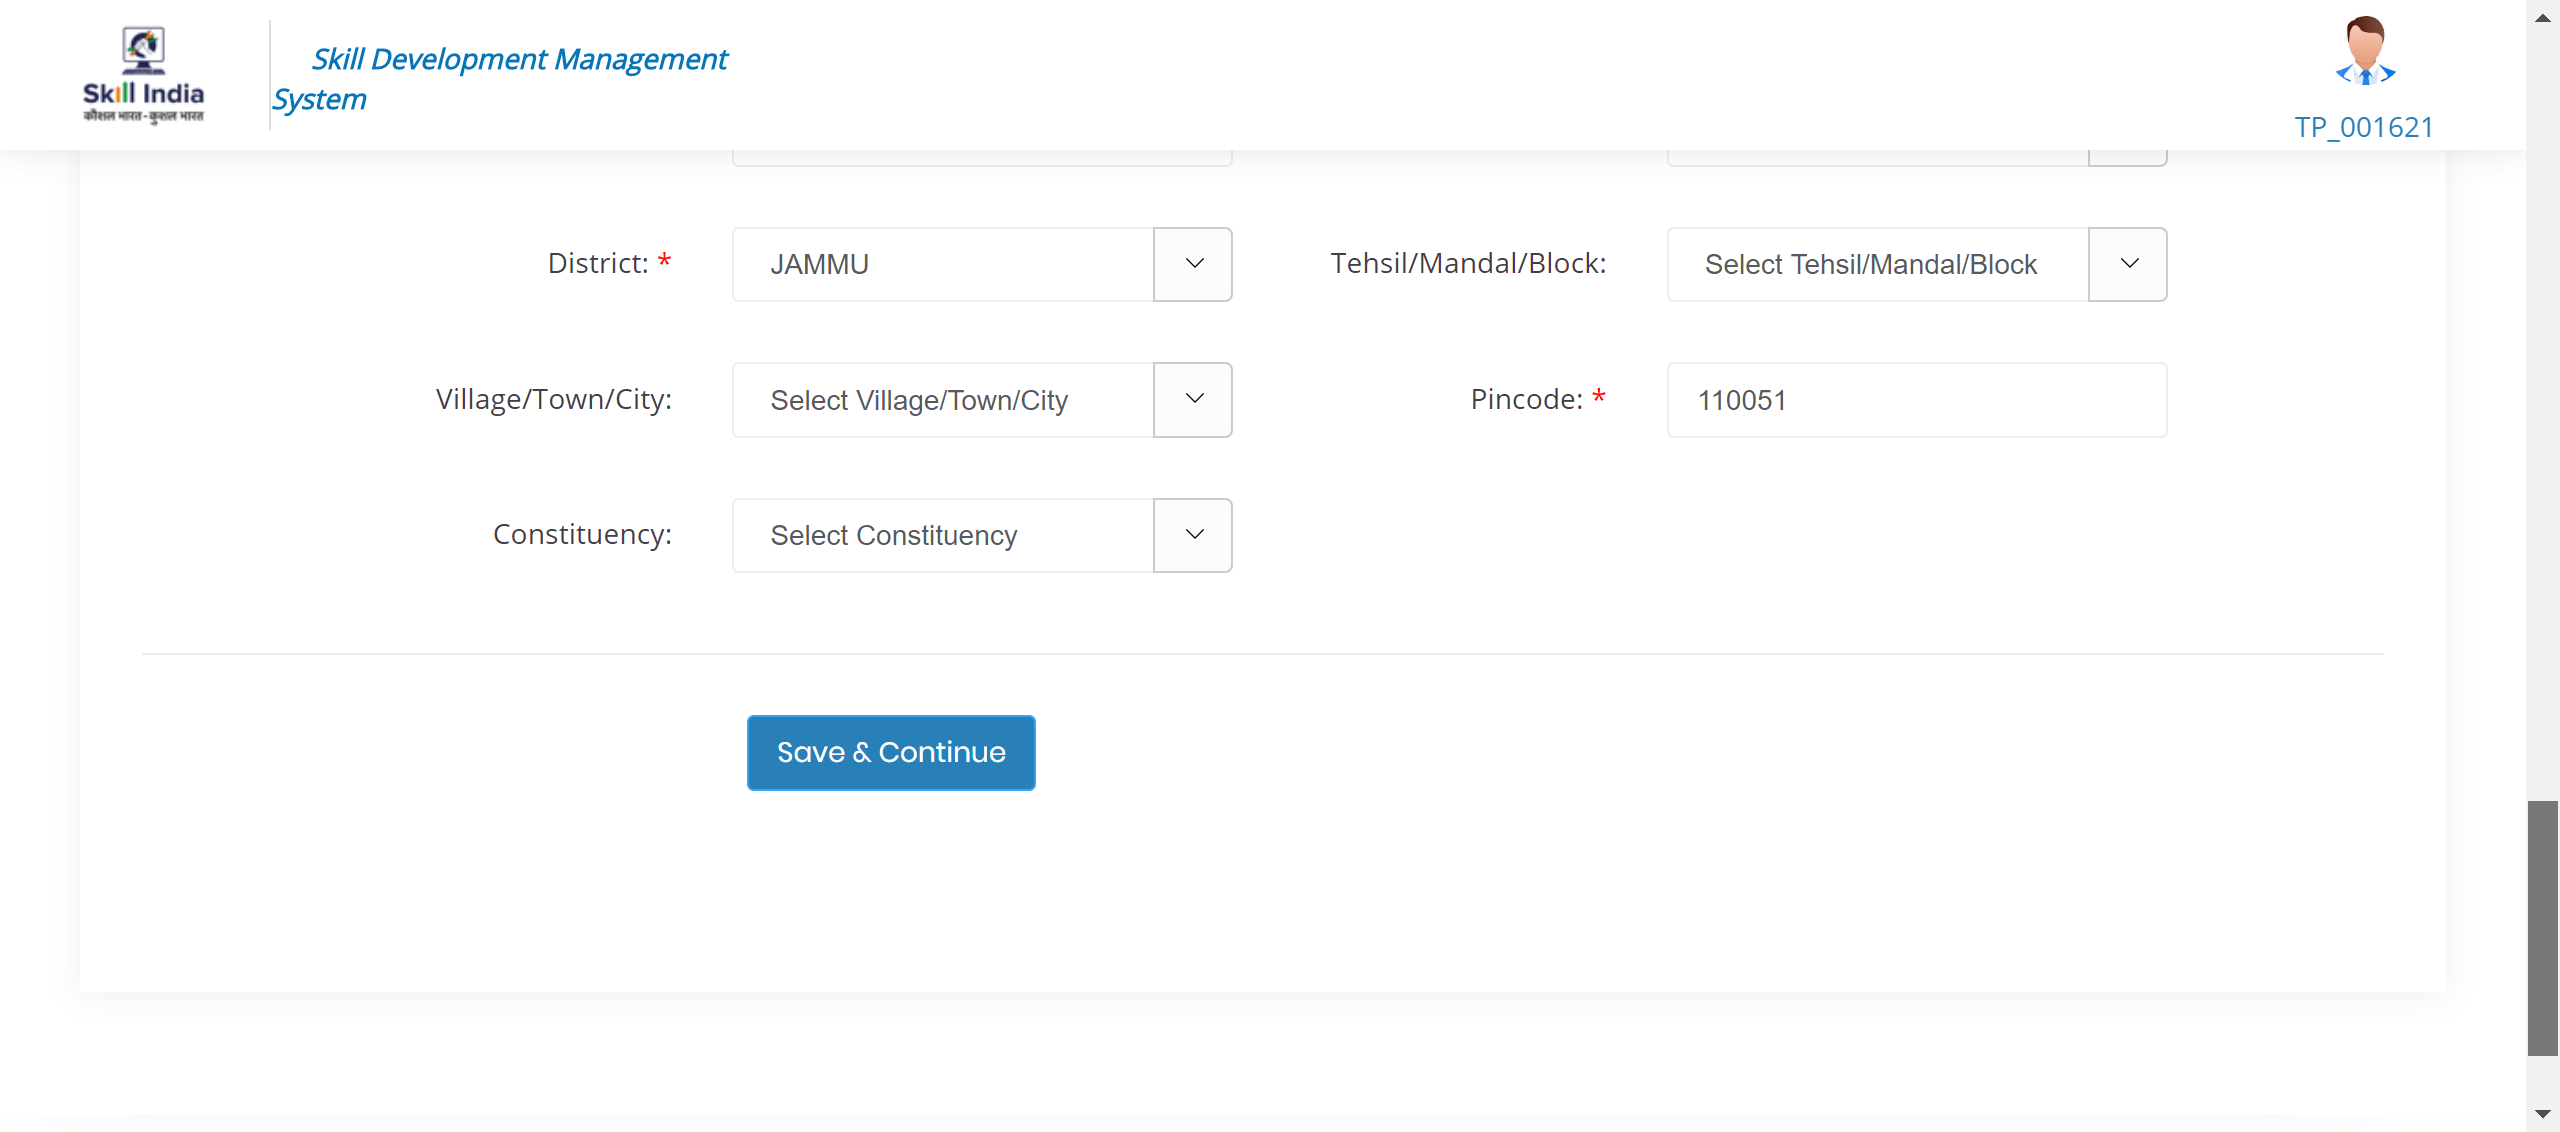 Skill India
कौशल भारत-कुशल भारत
Skill Development Management
System
TP_001621
District: *
JAMMU
Tehsil/Mandal/Block:
Select Tehsil/Mandal/Block
Village/Town/City:
Select Village/Town/City
Pincode: *
110051
Constituency:
Select Constituency
Save & Continue